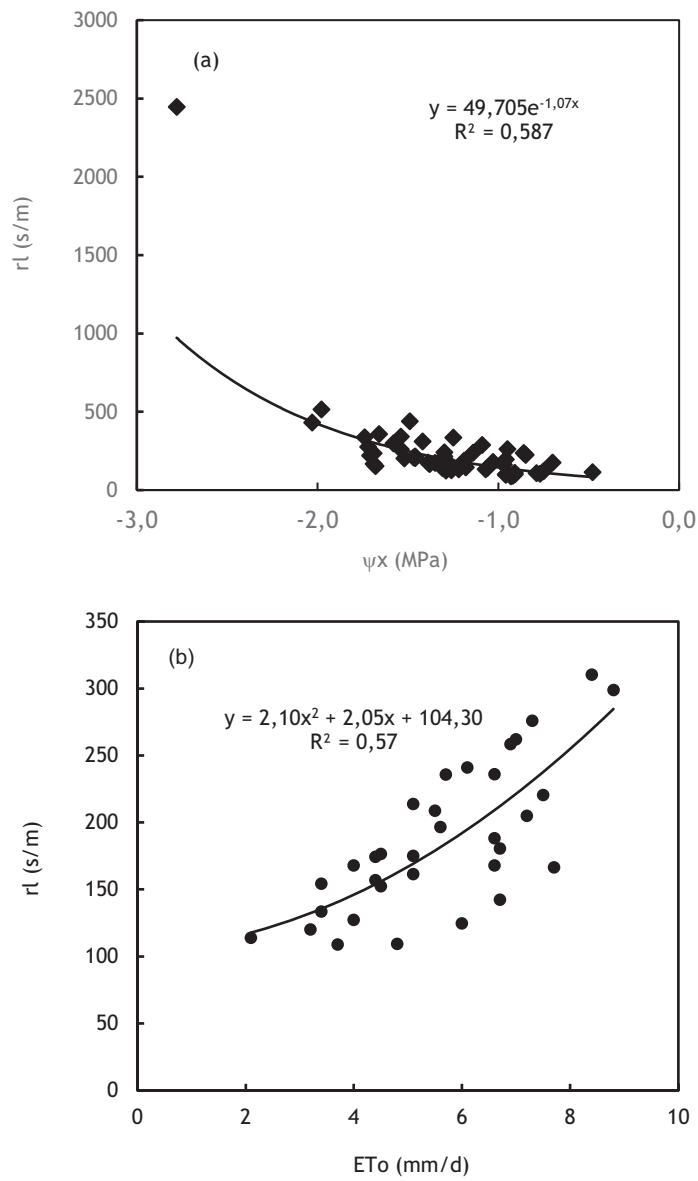 3000
(a)
y = 49,705e-1,07x
R² = 0,587
2500
2000
1500
1000
500
0
rl (s/m)
-3,0 -2,0 -1,0 0,0
ψx (MPa)
350
(b)
300
y = 2,10x² + 2,05x + 104,30
R² = 0,57
250
200
150
100
50
0
rl (s/m)
0 2 4 6 8 10
ETo (mm/d)